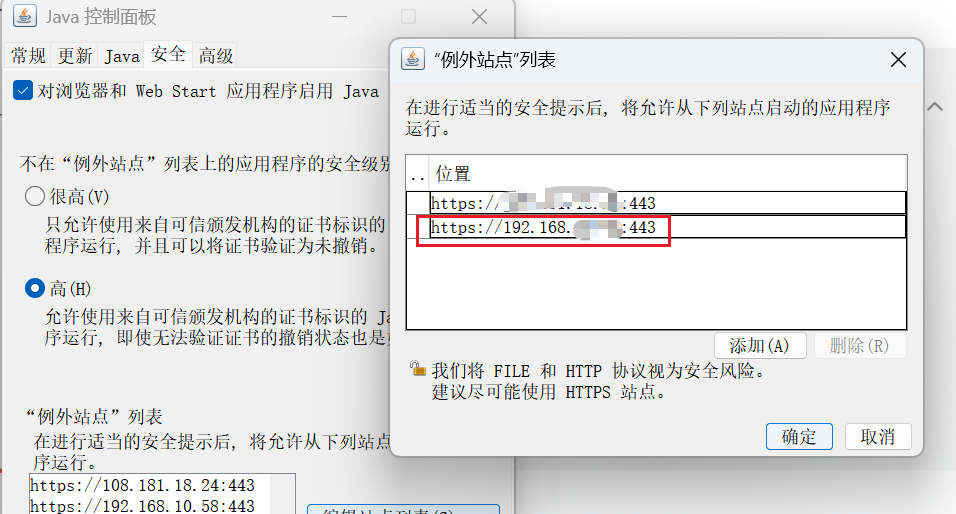 Java 控制面板
常规 更新 Java 安全 高级
对浏览器和 Web Start 应用程序启用 Java
不在“例外站点”列表上的应用程序的安全级别
很高(V)
只允许使用来自可信颁发机构的证书标识的
程序运行, 并且可以将证书验证为未撤销。
高(H)
允许使用来自可信颁发机构的证书标识的 Ja
序运行, 即使无法验证证书的撤销状态也是
“例外站点”列表
在进行适当的安全提示后, 将允许从下列站点
序运行。
https://108.181.18.24:443
https://192.168.10.58:443
“例外站点”列表
在进行适当的安全提示后, 将允许从下列站点启动的应用程序
运行。
.. 位置
https://:443
https://192.168.:443
添加(A) 删除(R)
我们将 FILE 和 HTTP 协议视为安全风险。
建议尽可能使用 HTTPS 站点。
确定 取消